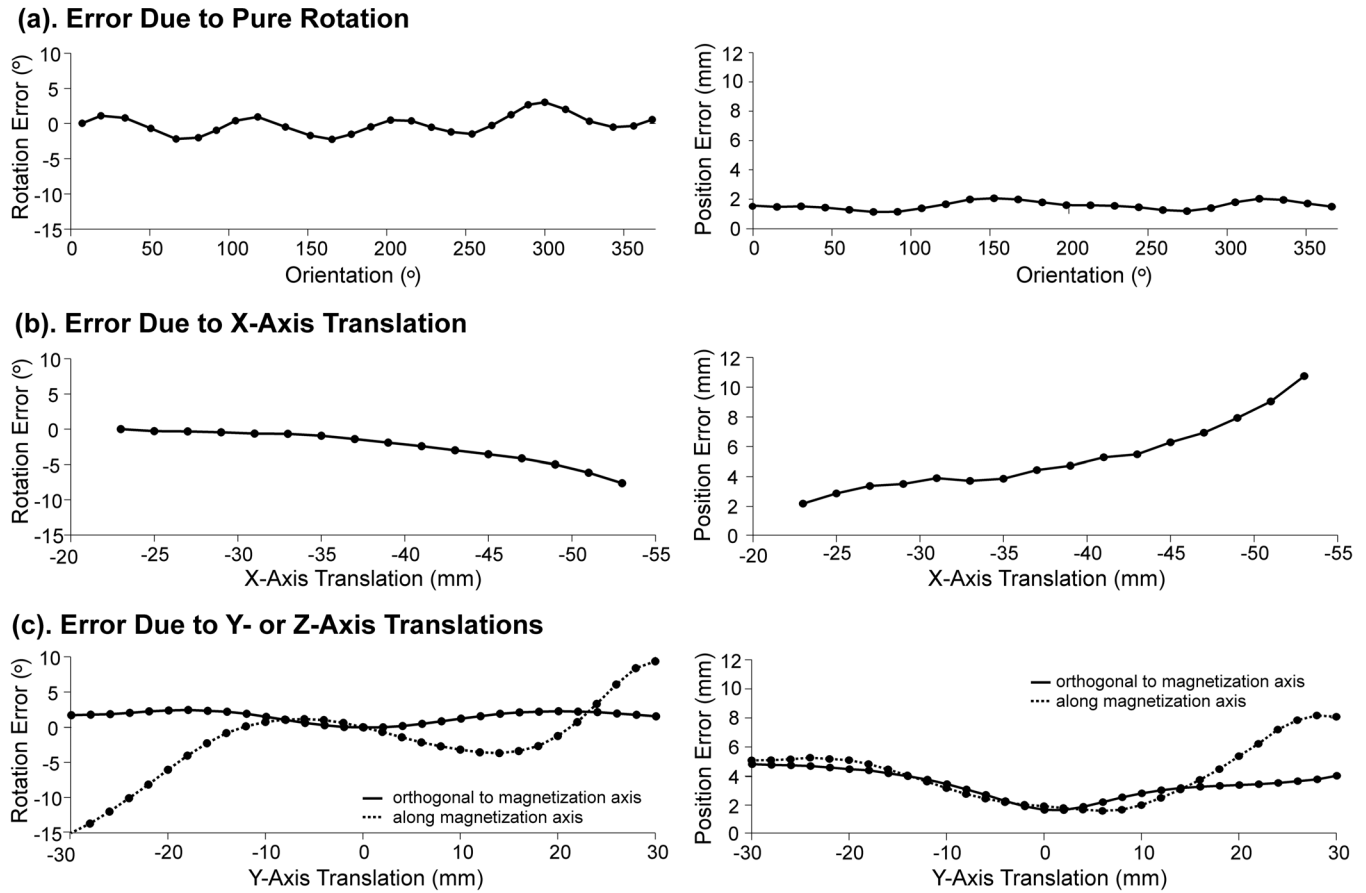 (a). Error Due to Pure Rotation
Rotation Error (º)
10
5
0
-5
-10
-15
0 50 100 150 200 250 300 350
Orientation (º)
Position Error (mm)
12
10
8
6
4
2
0
0 50 100 150 200 250 300 350
Orientation (º)
(b). Error Due to X-Axis Translation
Rotation Error (º)
10
5
0
-5
-10
-15
-20 -25 -30 -35 -40 -45 -50 -55
X-Axis Translation (mm)
Position Error (mm)
12
10
8
6
4
2
0
-20 -25 -30 -35 -40 -45 -50 -55
X-Axis Translation (mm)
(c). Error Due to Y- or Z-Axis Translations
Rotation Error (º)
10
5
0
-5
-10
-15
orthogonal to magnetization axis
along magnetization axis
-30 -20 -10 0 10 20 30
Y-Axis Translation (mm)
Position Error (mm)
12
10
8
6
4
2
0
orthogonal to magnetization axis
along magnetization axis
-30 -20 -10 0 10 20 30
Y-Axis Translation (mm)